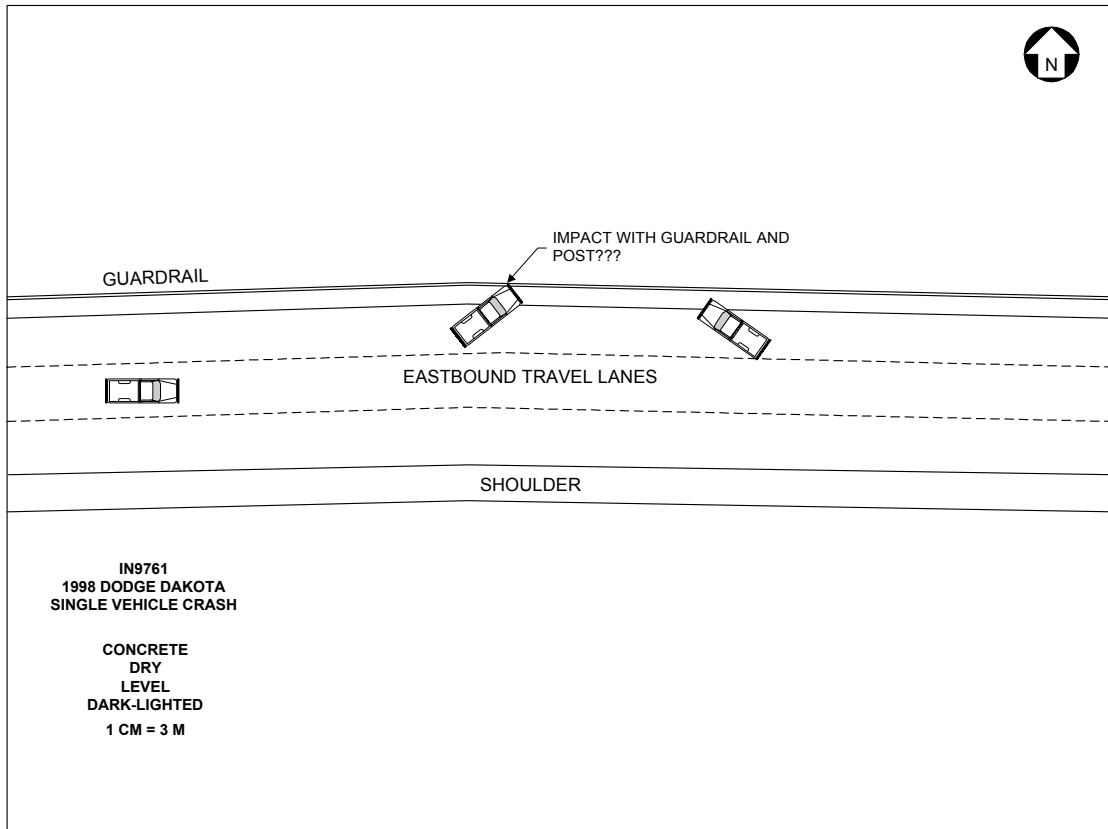 N
IMPACT WITH GUARDRAIL AND
POST???
GUARDRAIL
EASTBOUND TRAVEL LANES
SHOULDER
IN9761
1998 DODGE DAKOTA
SINGLE VEHICLE CRASH
CONCRETE
DRY
LEVEL
DARK-LIGHTED
1 CM = 3 M